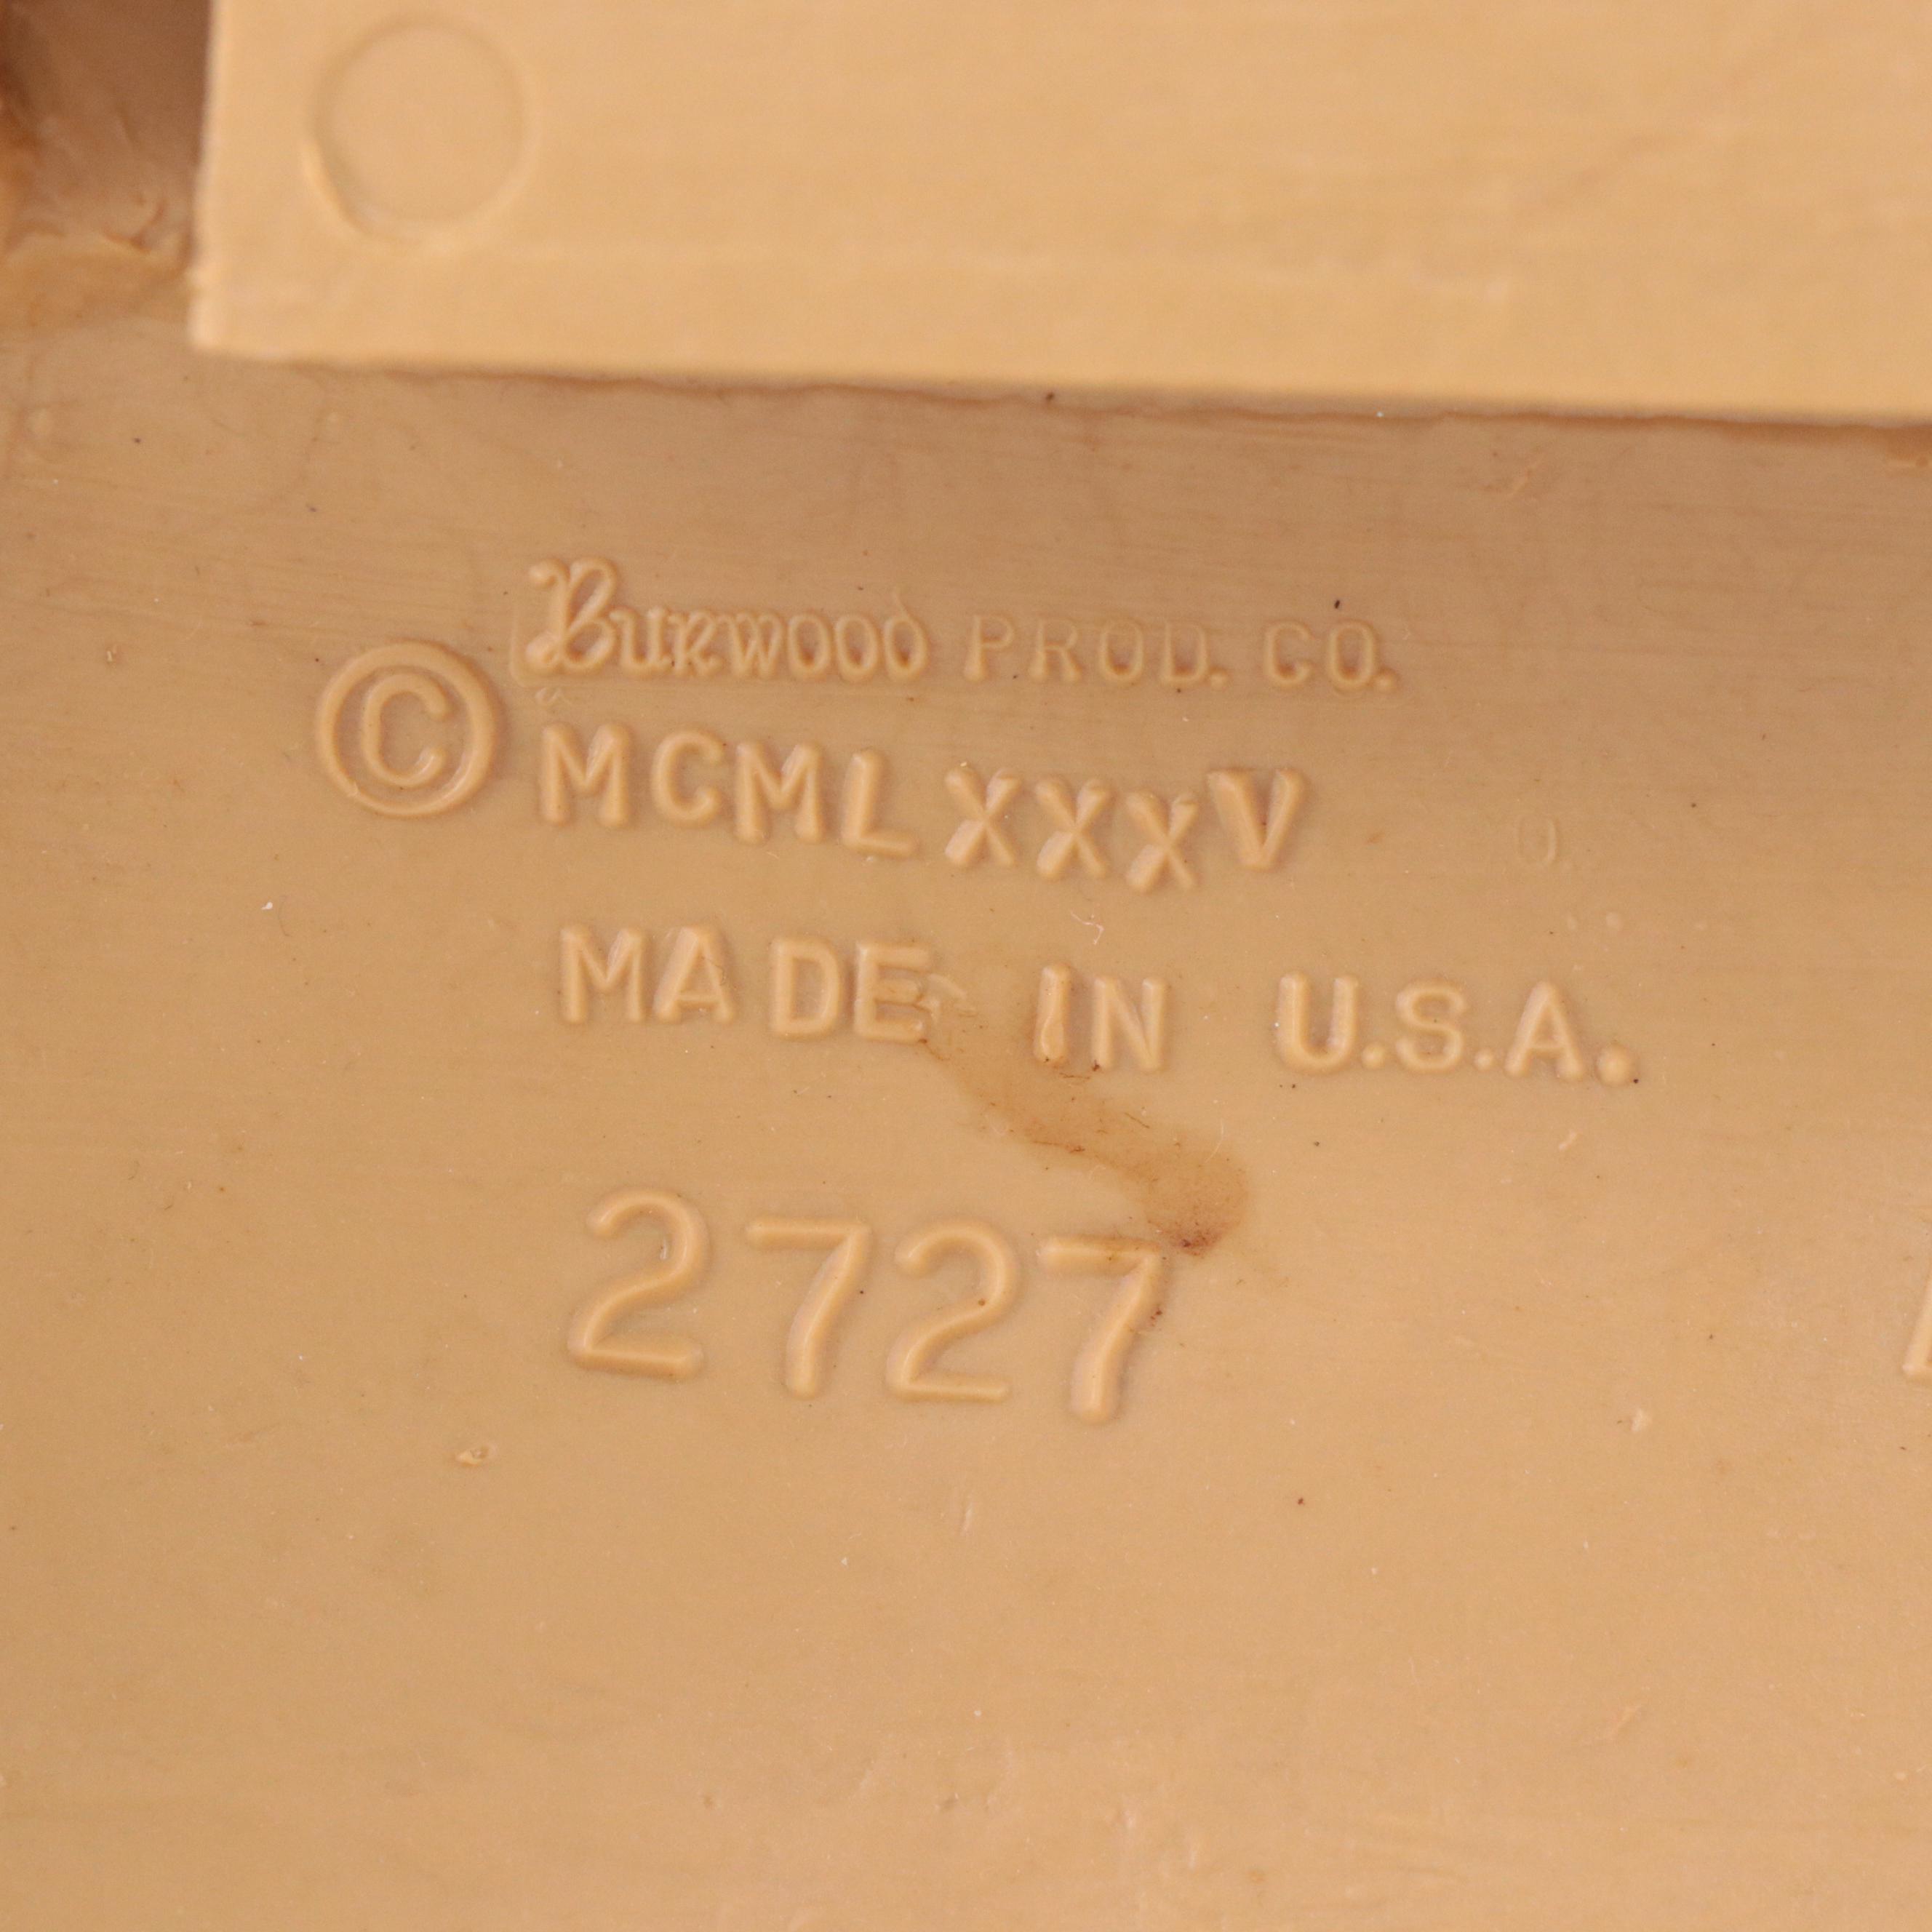 Burwood PROD. CO.
© MCMLXXXV
MADE IN U.S.A.
2727